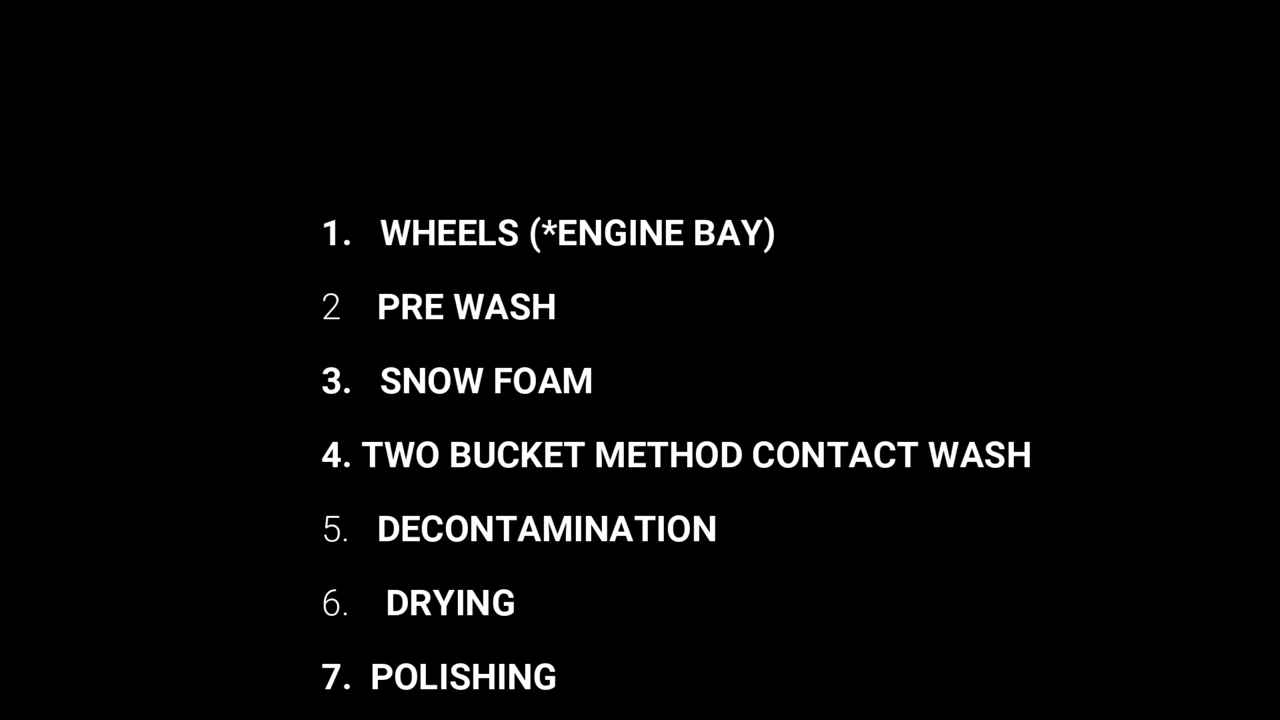 1. WHEELS (*ENGINE BAY)
2 PRE WASH
3. SNOW FOAM
4. TWO BUCKET METHOD CONTACT WASH
5. DECONTAMINATION
6. DRYING
7. POLISHING